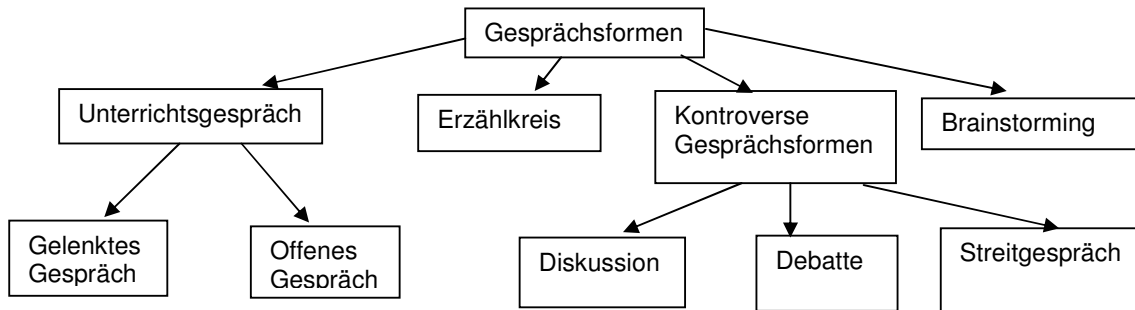 Gesprächsformen
Unterrichtsgespräch
Erzählkreis
Kontroverse
Gesprächsformen
Brainstorming
Gelenktes
Gespräch
Offenes
Gespräch
Diskussion
Debatte
Streitgespräch